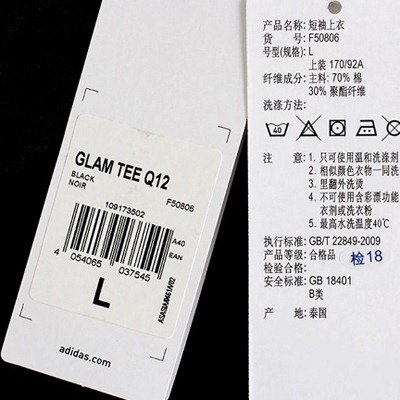 GLAM TEE Q12
BLACK
NOIR
F50806
109173502
A40
EAN
4 054065 037545
L
adidas.com
产品名称: 短袖上衣
货 号: F50806
号型(规格): L
上装 170/92A
纤维成分: 主料: 70% 棉
30% 聚酯纤维
洗涤方法:
40
注 意: 1. 只可使用温和洗涤剂
2. 相似颜色衣物一同洗
3. 里翻外洗烫
4. 不可使用含彩漂功能
衣剂或洗衣粉
5. 最高水洗温度40℃
执行标准: GB/T 22849-2009
产品等级: 合格品
检验合格: 检18
安全标准: GB 18401
B类
产 地: 泰国